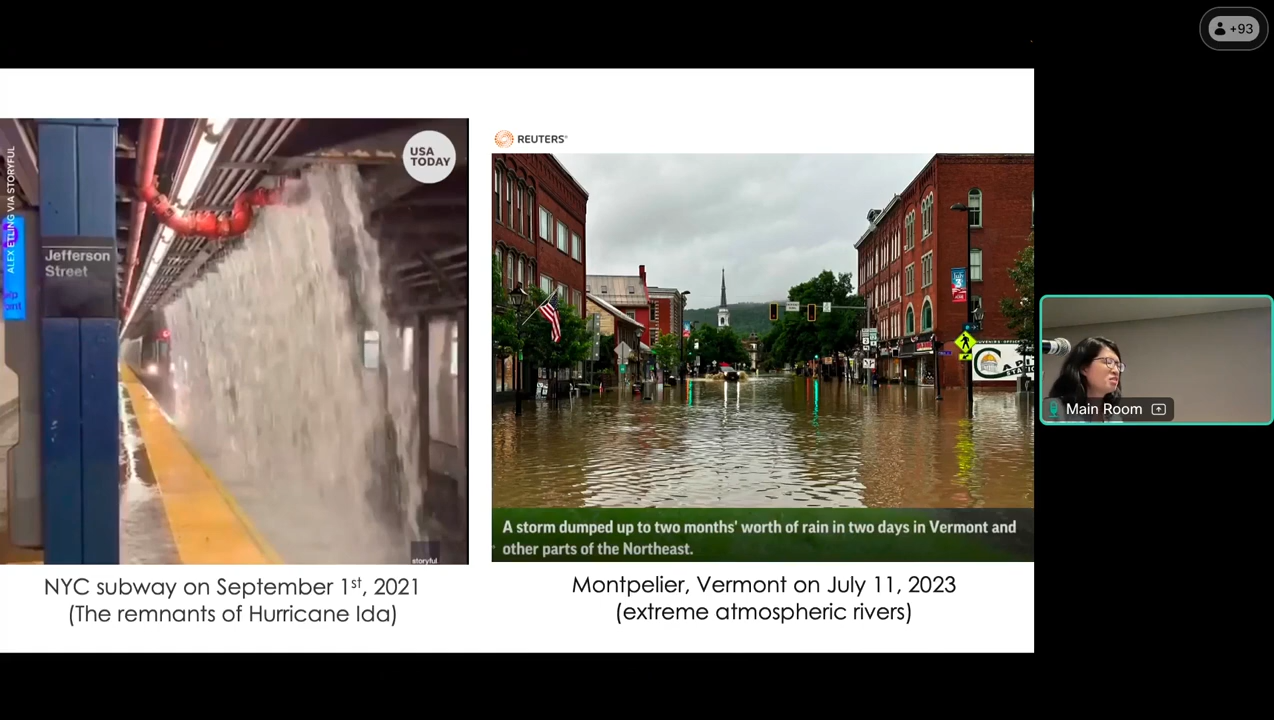 +93
ALEX ETLING VIA STORYFUL
USA
TODAY
Jefferson
Street
storyful
REUTERS
A storm dumped up to two months' worth of rain in two days in Vermont and
other parts of the Northeast.
NYC subway on September 1st, 2021
(The remnants of Hurricane Ida)
Montpelier, Vermont on July 11, 2023
(extreme atmospheric rivers)
Main Room